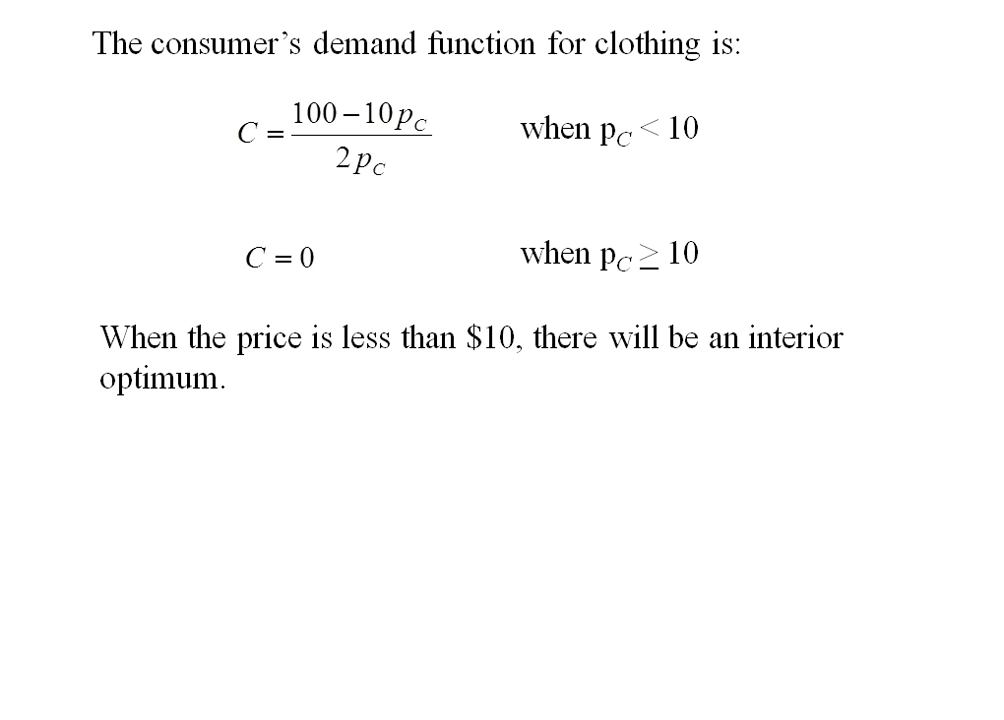 The consumer’s demand function for clothing is:
C = (100 – 10p_C) / (2p_C)    when p_C < 10
C = 0    when p_C ≥ 10
When the price is less than $10, there will be an interior
optimum.